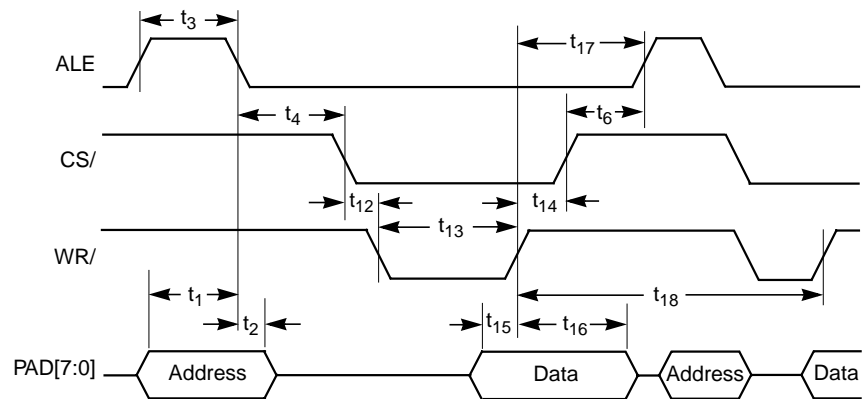 t3
t17
ALE
t4
t6
CS/
t12
t14
t13
WR/
t1
t18
t2
t15
t16
PAD[7:0]
Address
Data
Address
Data